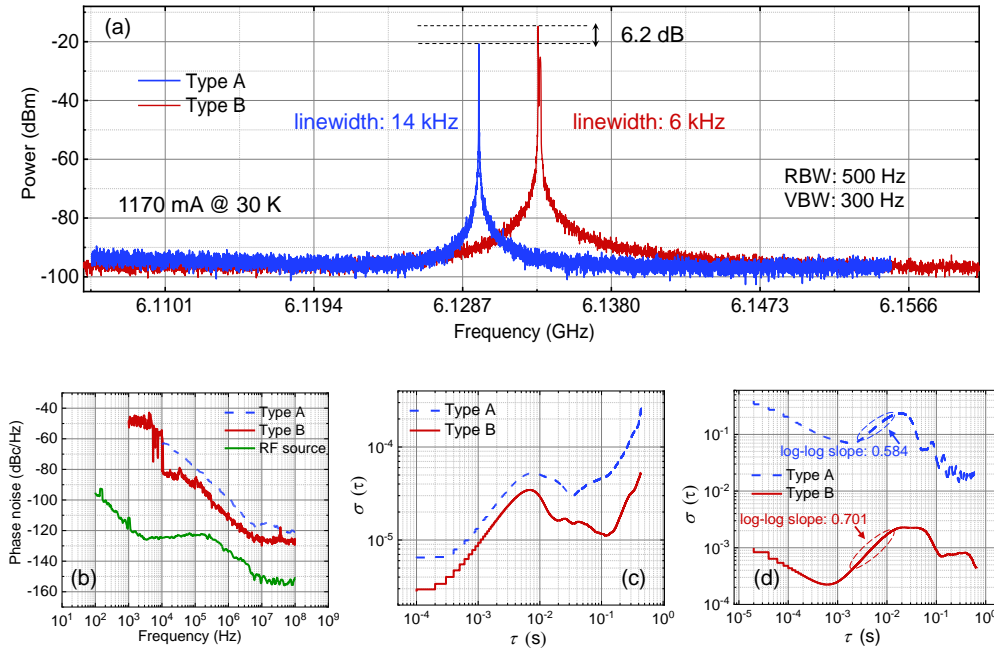 (a)
6.2 dB
Type A
Type B
linewidth: 14 kHz
linewidth: 6 kHz
1170 mA @ 30 K
RBW: 500 Hz
VBW: 300 Hz
Power (dBm)
-20
-40
-60
-80
-100
6.1101
6.1194
6.1287
6.1380
6.1473
6.1566
Frequency (GHz)
(b)
Type A
Type B
RF source
Phase noise (dBc/Hz)
-40
-60
-80
-100
-120
-140
-160
10¹
10²
10³
10⁴
10⁵
10⁶
10⁷
10⁸
10⁹
Frequency (Hz)
(c)
Type A
Type B
σ (τ)
10⁻⁴
10⁻⁵
10⁻⁴
10⁻³
10⁻²
10⁻¹
10⁰
τ (s)
(d)
log-log slope: 0.584
Type A
Type B
log-log slope: 0.701
σ (τ)
10⁰
10⁻¹
10⁻²
10⁻³
10⁻⁴
10⁻⁵
10⁻⁴
10⁻³
10⁻²
10⁻¹
10⁰
τ (s)